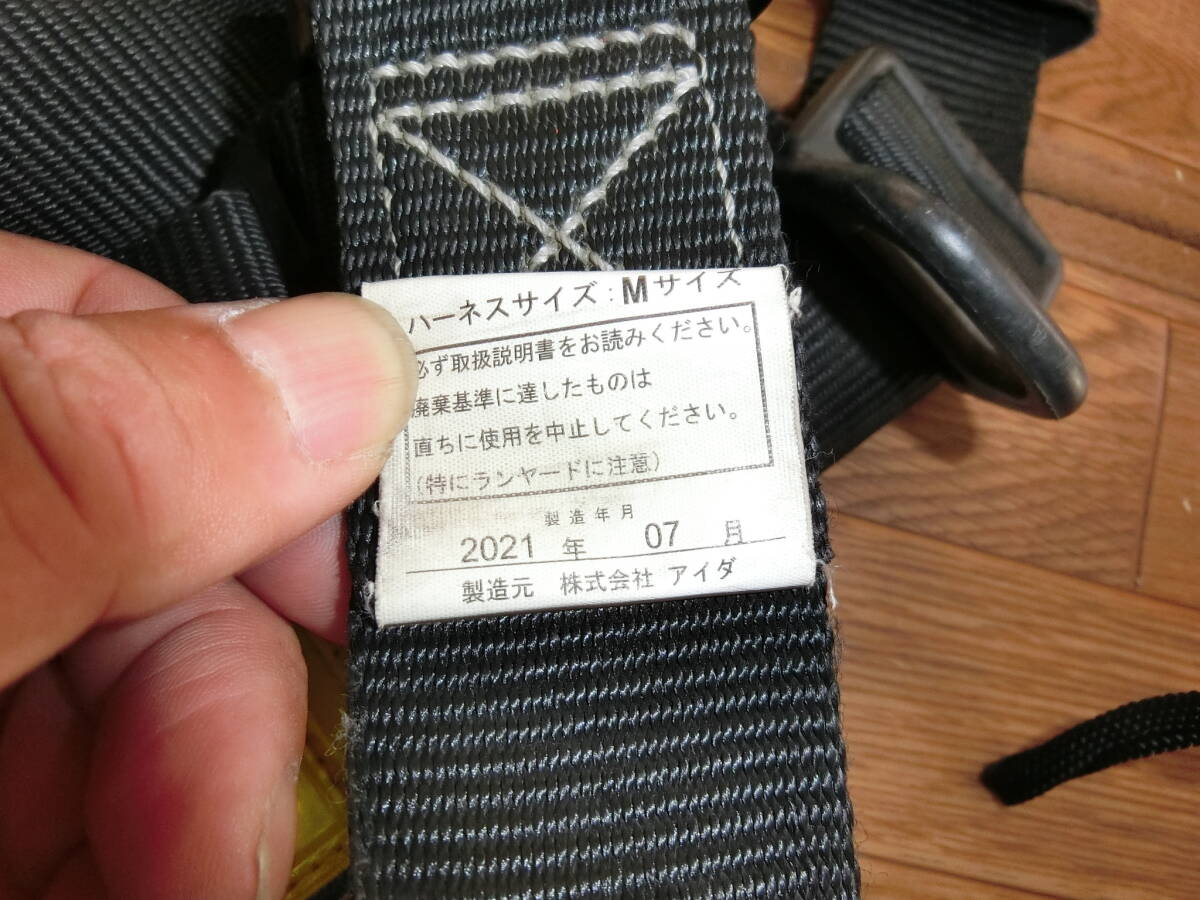 ハーネスサイズ:Mサイズ
必ず取扱説明書をお読みください。
廃棄基準に達したものは
直ちに使用を中止してください。
(特にランヤードに注意)
製造年月
2021 年 07 月
製造元 株式会社 アイダ